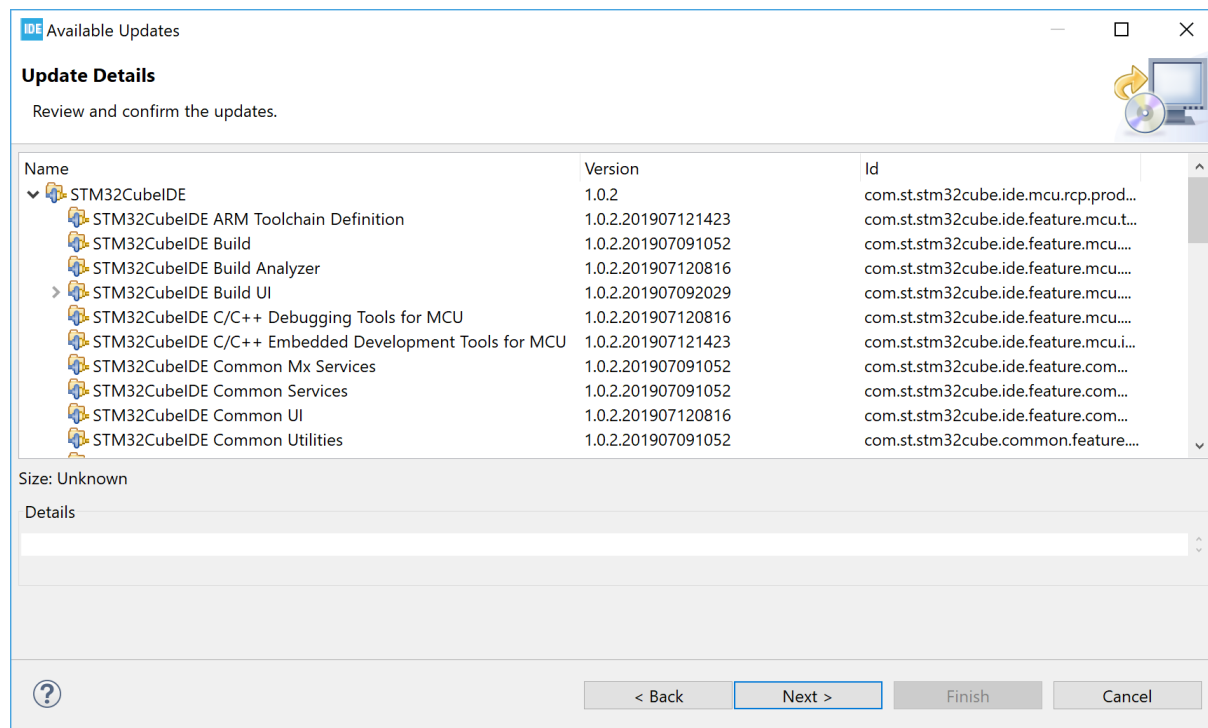 IDE Available Updates
Update Details
Review and confirm the updates.
Name Version Id
STM32CubeIDE 1.0.2 com.st.stm32cube.ide.mcu.rcp.prod...
STM32CubeIDE ARM Toolchain Definition 1.0.2.201907121423 com.st.stm32cube.ide.feature.mcu.t...
STM32CubeIDE Build 1.0.2.201907091052 com.st.stm32cube.ide.feature.mcu....
STM32CubeIDE Build Analyzer 1.0.2.201907120816 com.st.stm32cube.ide.feature.mcu....
STM32CubeIDE Build UI 1.0.2.201907092029 com.st.stm32cube.ide.feature.mcu....
STM32CubeIDE C/C++ Debugging Tools for MCU 1.0.2.201907120816 com.st.stm32cube.ide.feature.mcu....
STM32CubeIDE C/C++ Embedded Development Tools for MCU 1.0.2.201907121423 com.st.stm32cube.ide.feature.mcu.i...
STM32CubeIDE Common Mx Services 1.0.2.201907091052 com.st.stm32cube.ide.feature.com...
STM32CubeIDE Common Services 1.0.2.201907091052 com.st.stm32cube.ide.feature.com...
STM32CubeIDE Common UI 1.0.2.201907120816 com.st.stm32cube.ide.feature.com...
STM32CubeIDE Common Utilities 1.0.2.201907091052 com.st.stm32cube.common.feature....
Size: Unknown
Details
? < Back Next > Finish Cancel